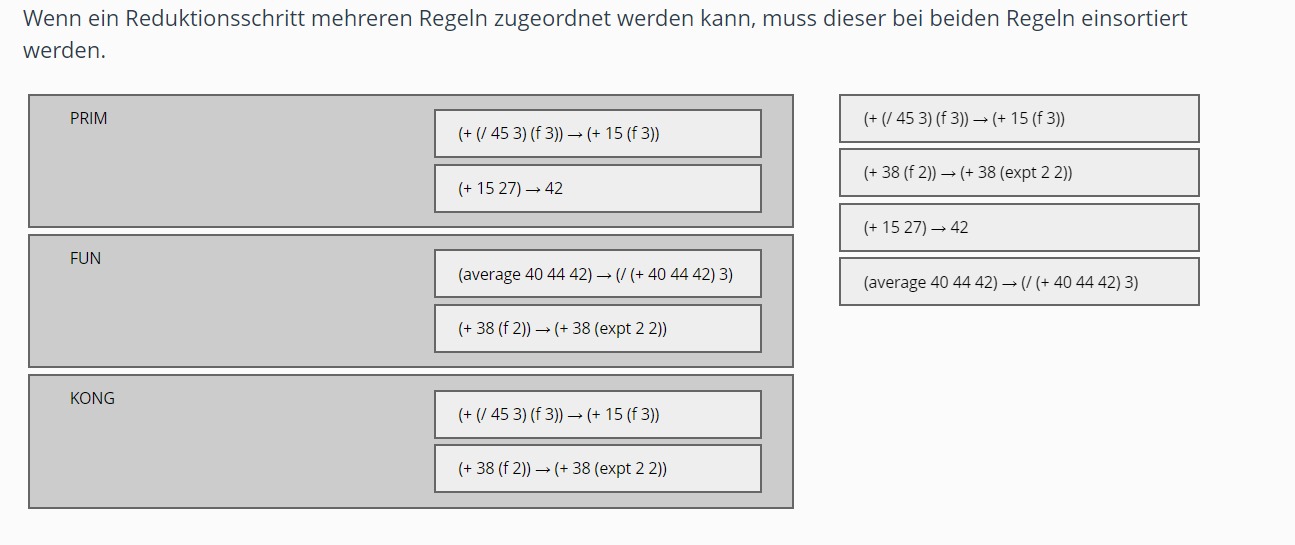 Wenn ein Reduktionsschritt mehreren Regeln zugeordnet werden kann, muss dieser bei beiden Regeln einsortiert
werden.
PRIM
(+ (/ 45 3) (f 3)) → (+ 15 (f 3))
(+ 15 27) → 42
FUN
(average 40 44 42) → (/ (+ 40 44 42) 3)
(+ 38 (f 2)) → (+ 38 (expt 2 2))
KONG
(+ (/ 45 3) (f 3)) → (+ 15 (f 3))
(+ 38 (f 2)) → (+ 38 (expt 2 2))
(+ (/ 45 3) (f 3)) → (+ 15 (f 3))
(+ 38 (f 2)) → (+ 38 (expt 2 2))
(+ 15 27) → 42
(average 40 44 42) → (/ (+ 40 44 42) 3)